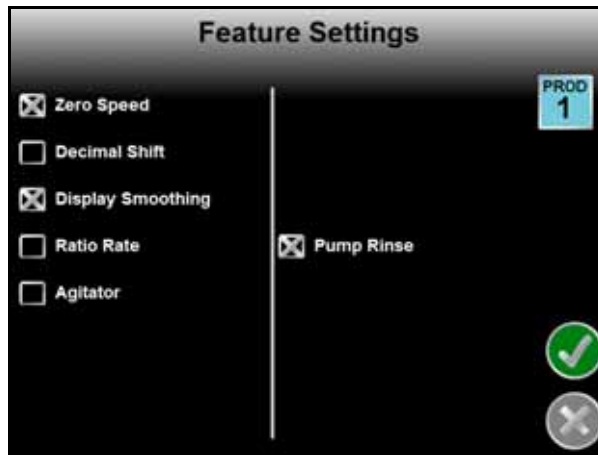 Feature Settings
PROD
1
Zero Speed
Decimal Shift
Display Smoothing
Ratio Rate
Pump Rinse
Agitator